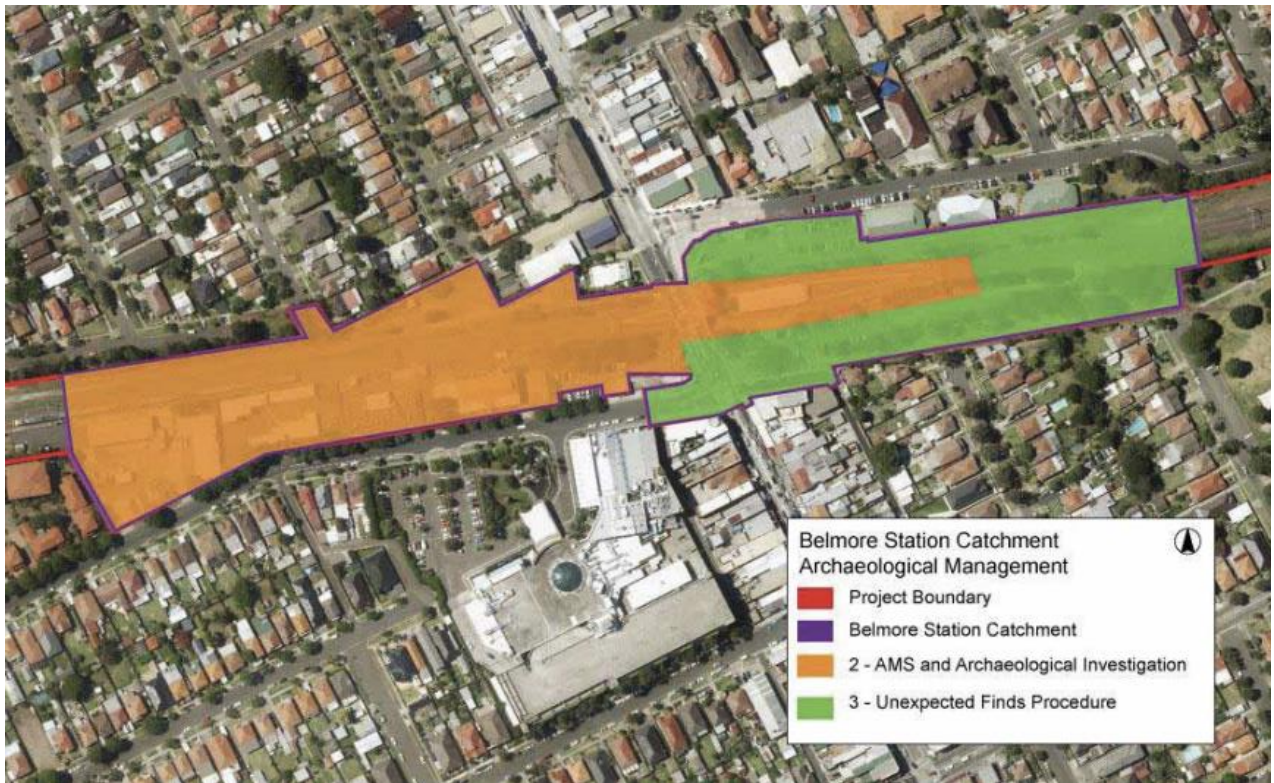 Belmore Station Catchment
Archaeological Management
Project Boundary
Belmore Station Catchment
2 - AMS and Archaeological Investigation
3 - Unexpected Finds Procedure